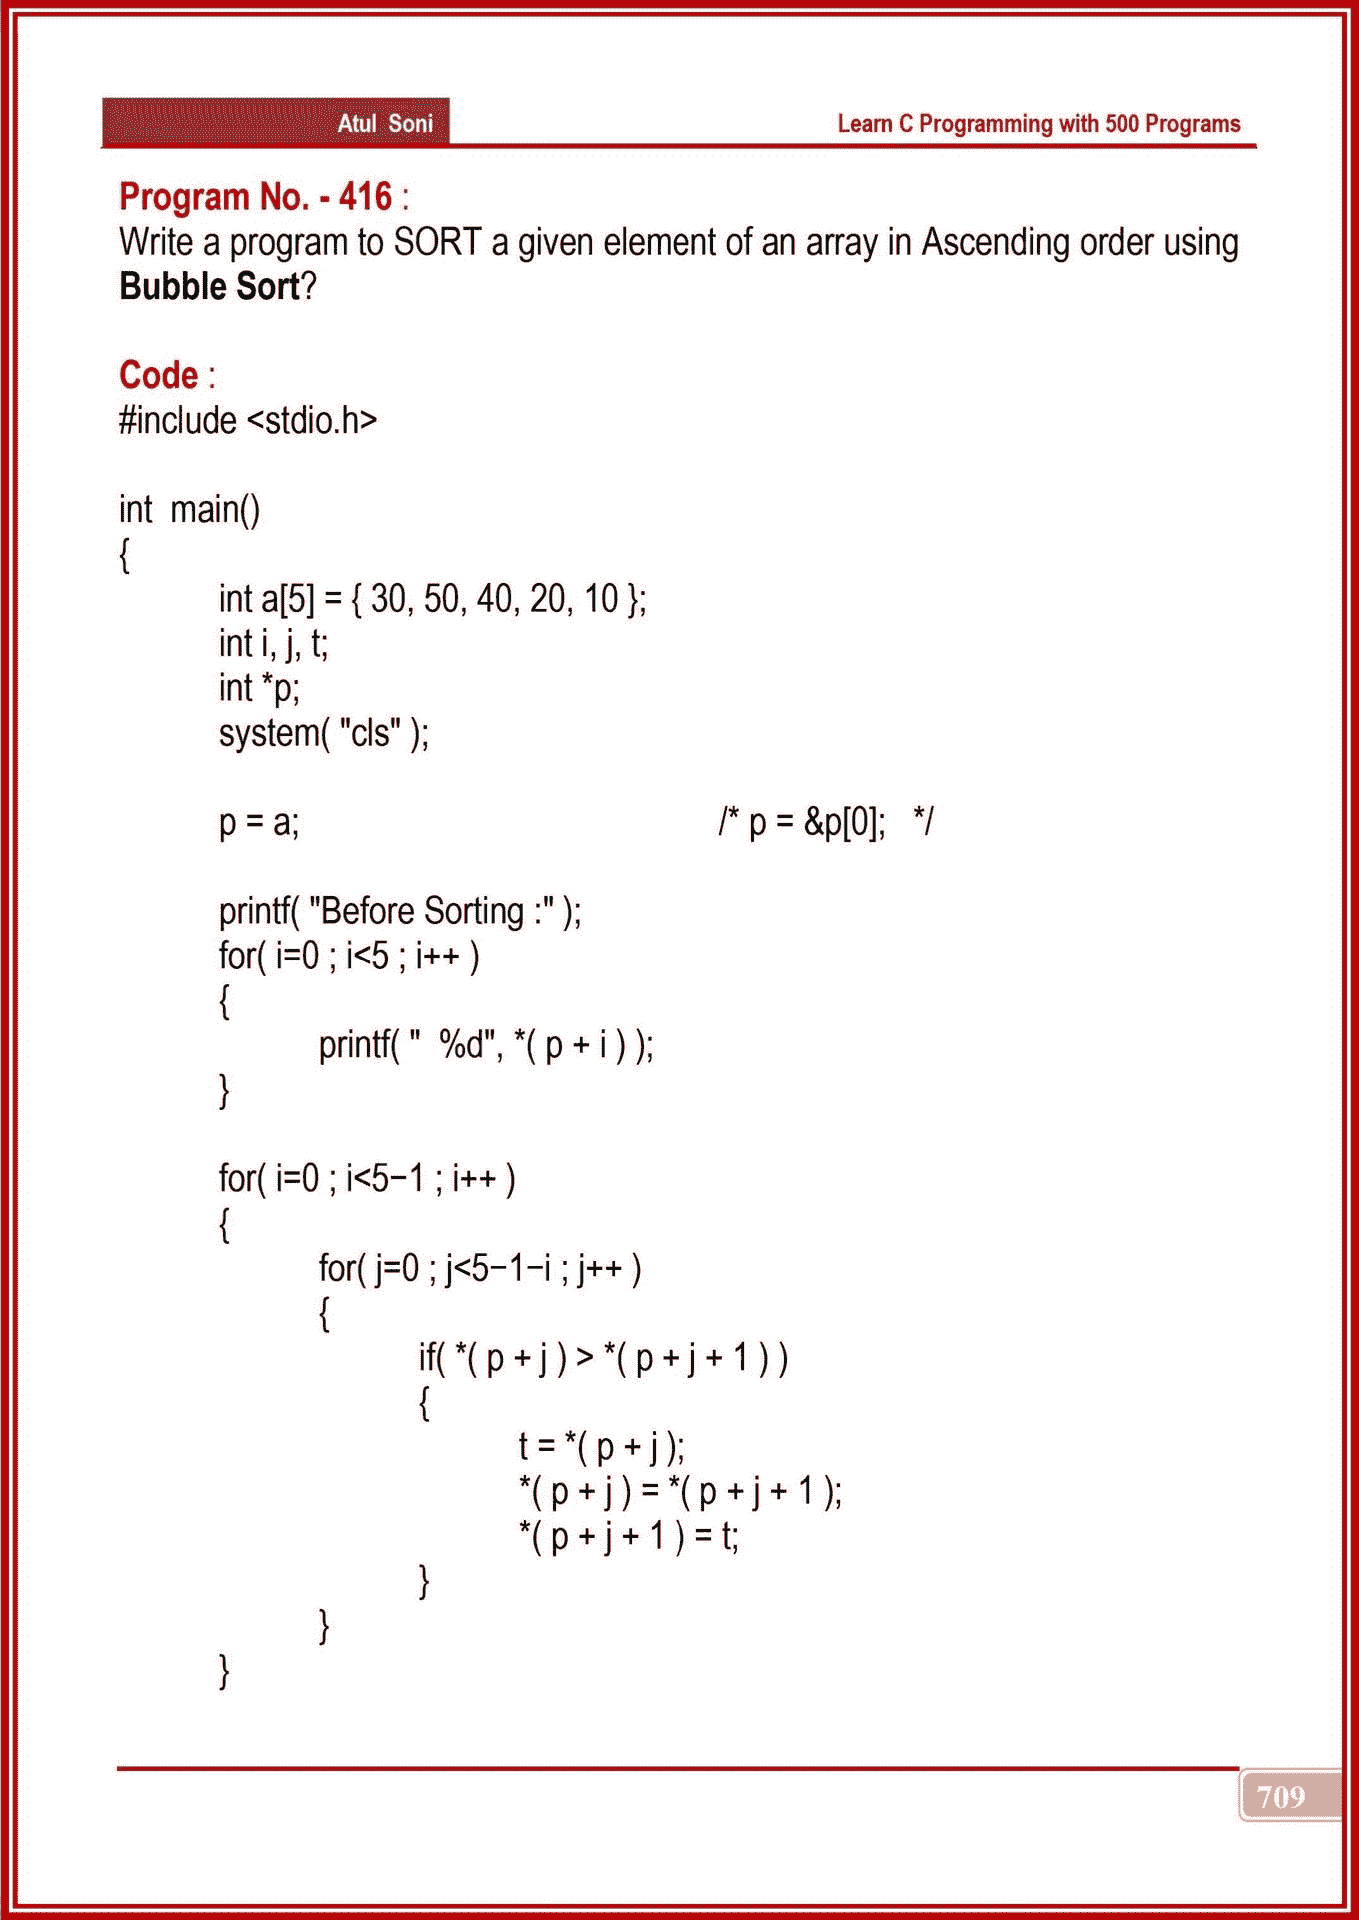 Atul  Soni
Learn C Programming with 500 Programs
Program No. - 416 :
Write a program to SORT a given element of an array in Ascending order using
Bubble Sort?
Code :
#include <stdio.h>
int  main()
{
int a[5] = { 30, 50, 40, 20, 10 };
int i, j, t;
int *p;
system( "cls" );
p = a; /* p = &p[0];   */
printf( "Before Sorting :" );
for( i=0 ; i<5 ; i++ )
{
printf( "  %d", *( p + i ) );
}
for( i=0 ; i<5−1 ; i++ )
{
for( j=0 ; j<5−1−i ; j++ )
{
if( *( p + j ) > *( p + j + 1 ) )
{
t = *( p + j );
*( p + j ) = *( p + j + 1 );
*( p + j + 1 ) = t;
}
}
}
709